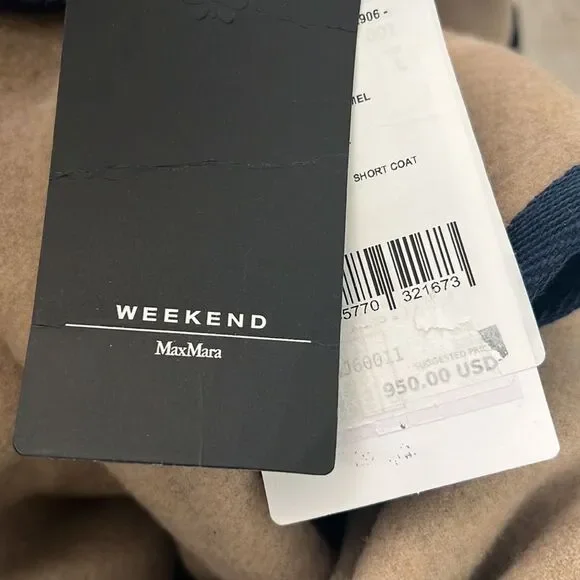 WEEKEND
MaxMara
906 -
MEL
SHORT COAT
5770 321673
J60011
SUGGESTED PRICE
950.00 USD